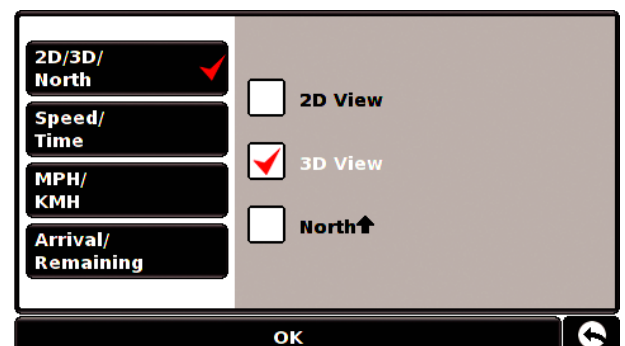 2D/3D/
North
Speed/
Time
MPH/
KMH
Arrival/
Remaining
2D View
3D View
North⬆
OK